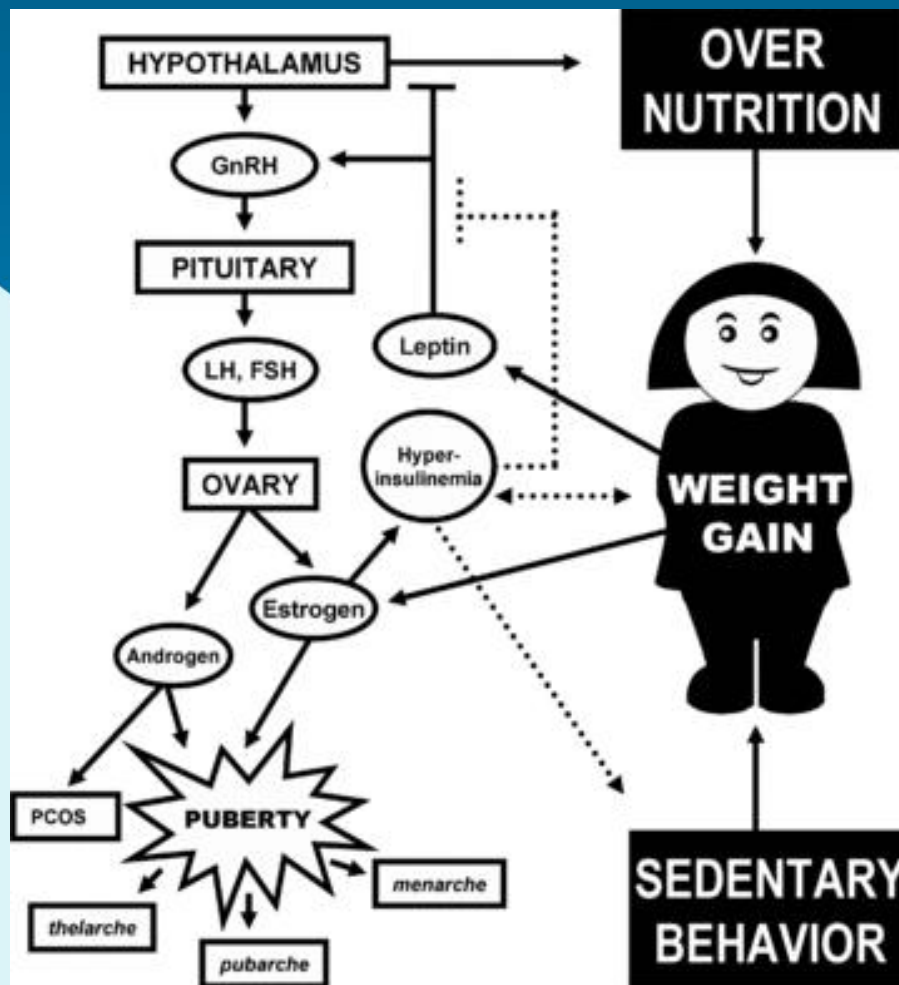 HYPOTHALAMUS
OVER
NUTRITION
GnRH
PITUITARY
LH, FSH
Leptin
OVARY
Hyper-
insulinemia
WEIGHT
GAIN
Estrogen
Androgen
PCOS
PUBERTY
menarche
thelarche
pubarche
SEDENTARY
BEHAVIOR